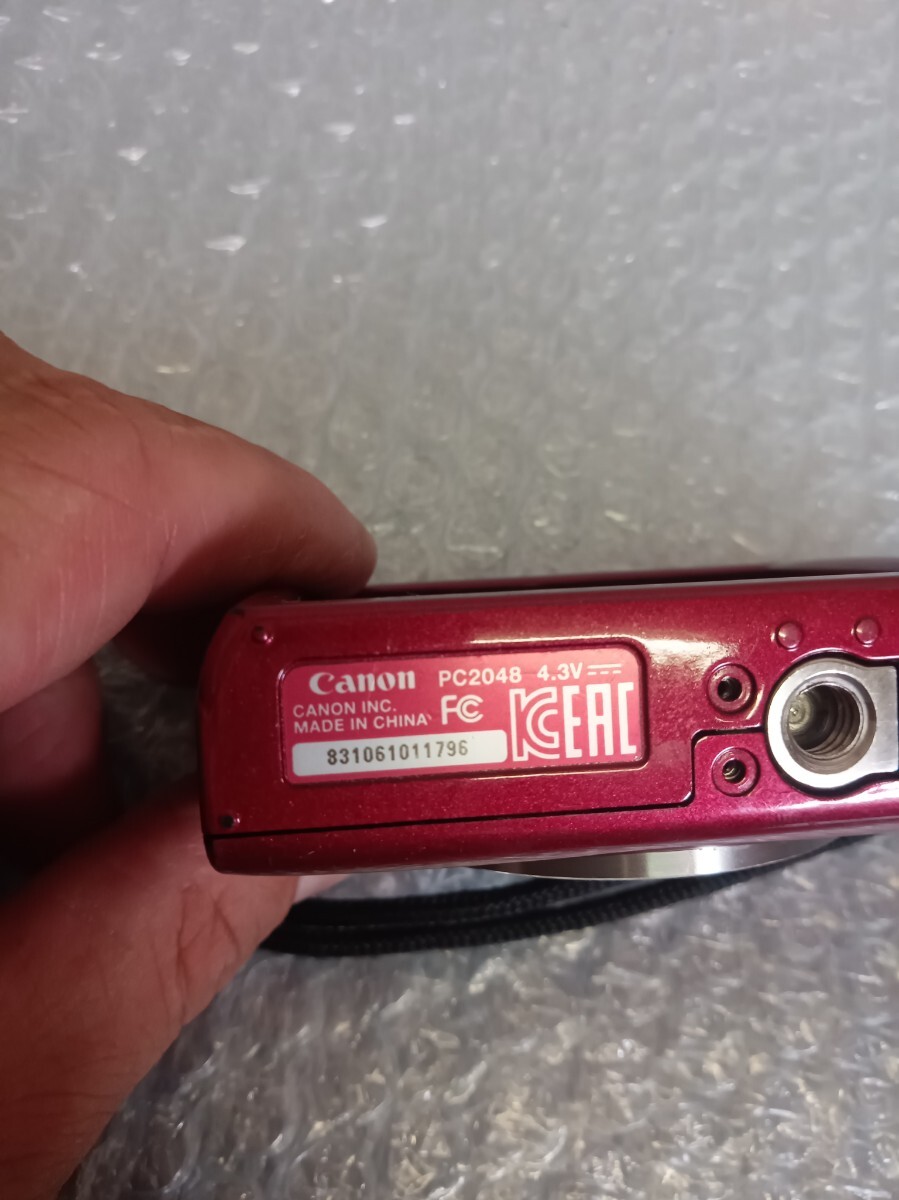 Canon PC2048 4.3V
CANON INC.
MADE IN CHINA
FC
KC EAC
831061011796